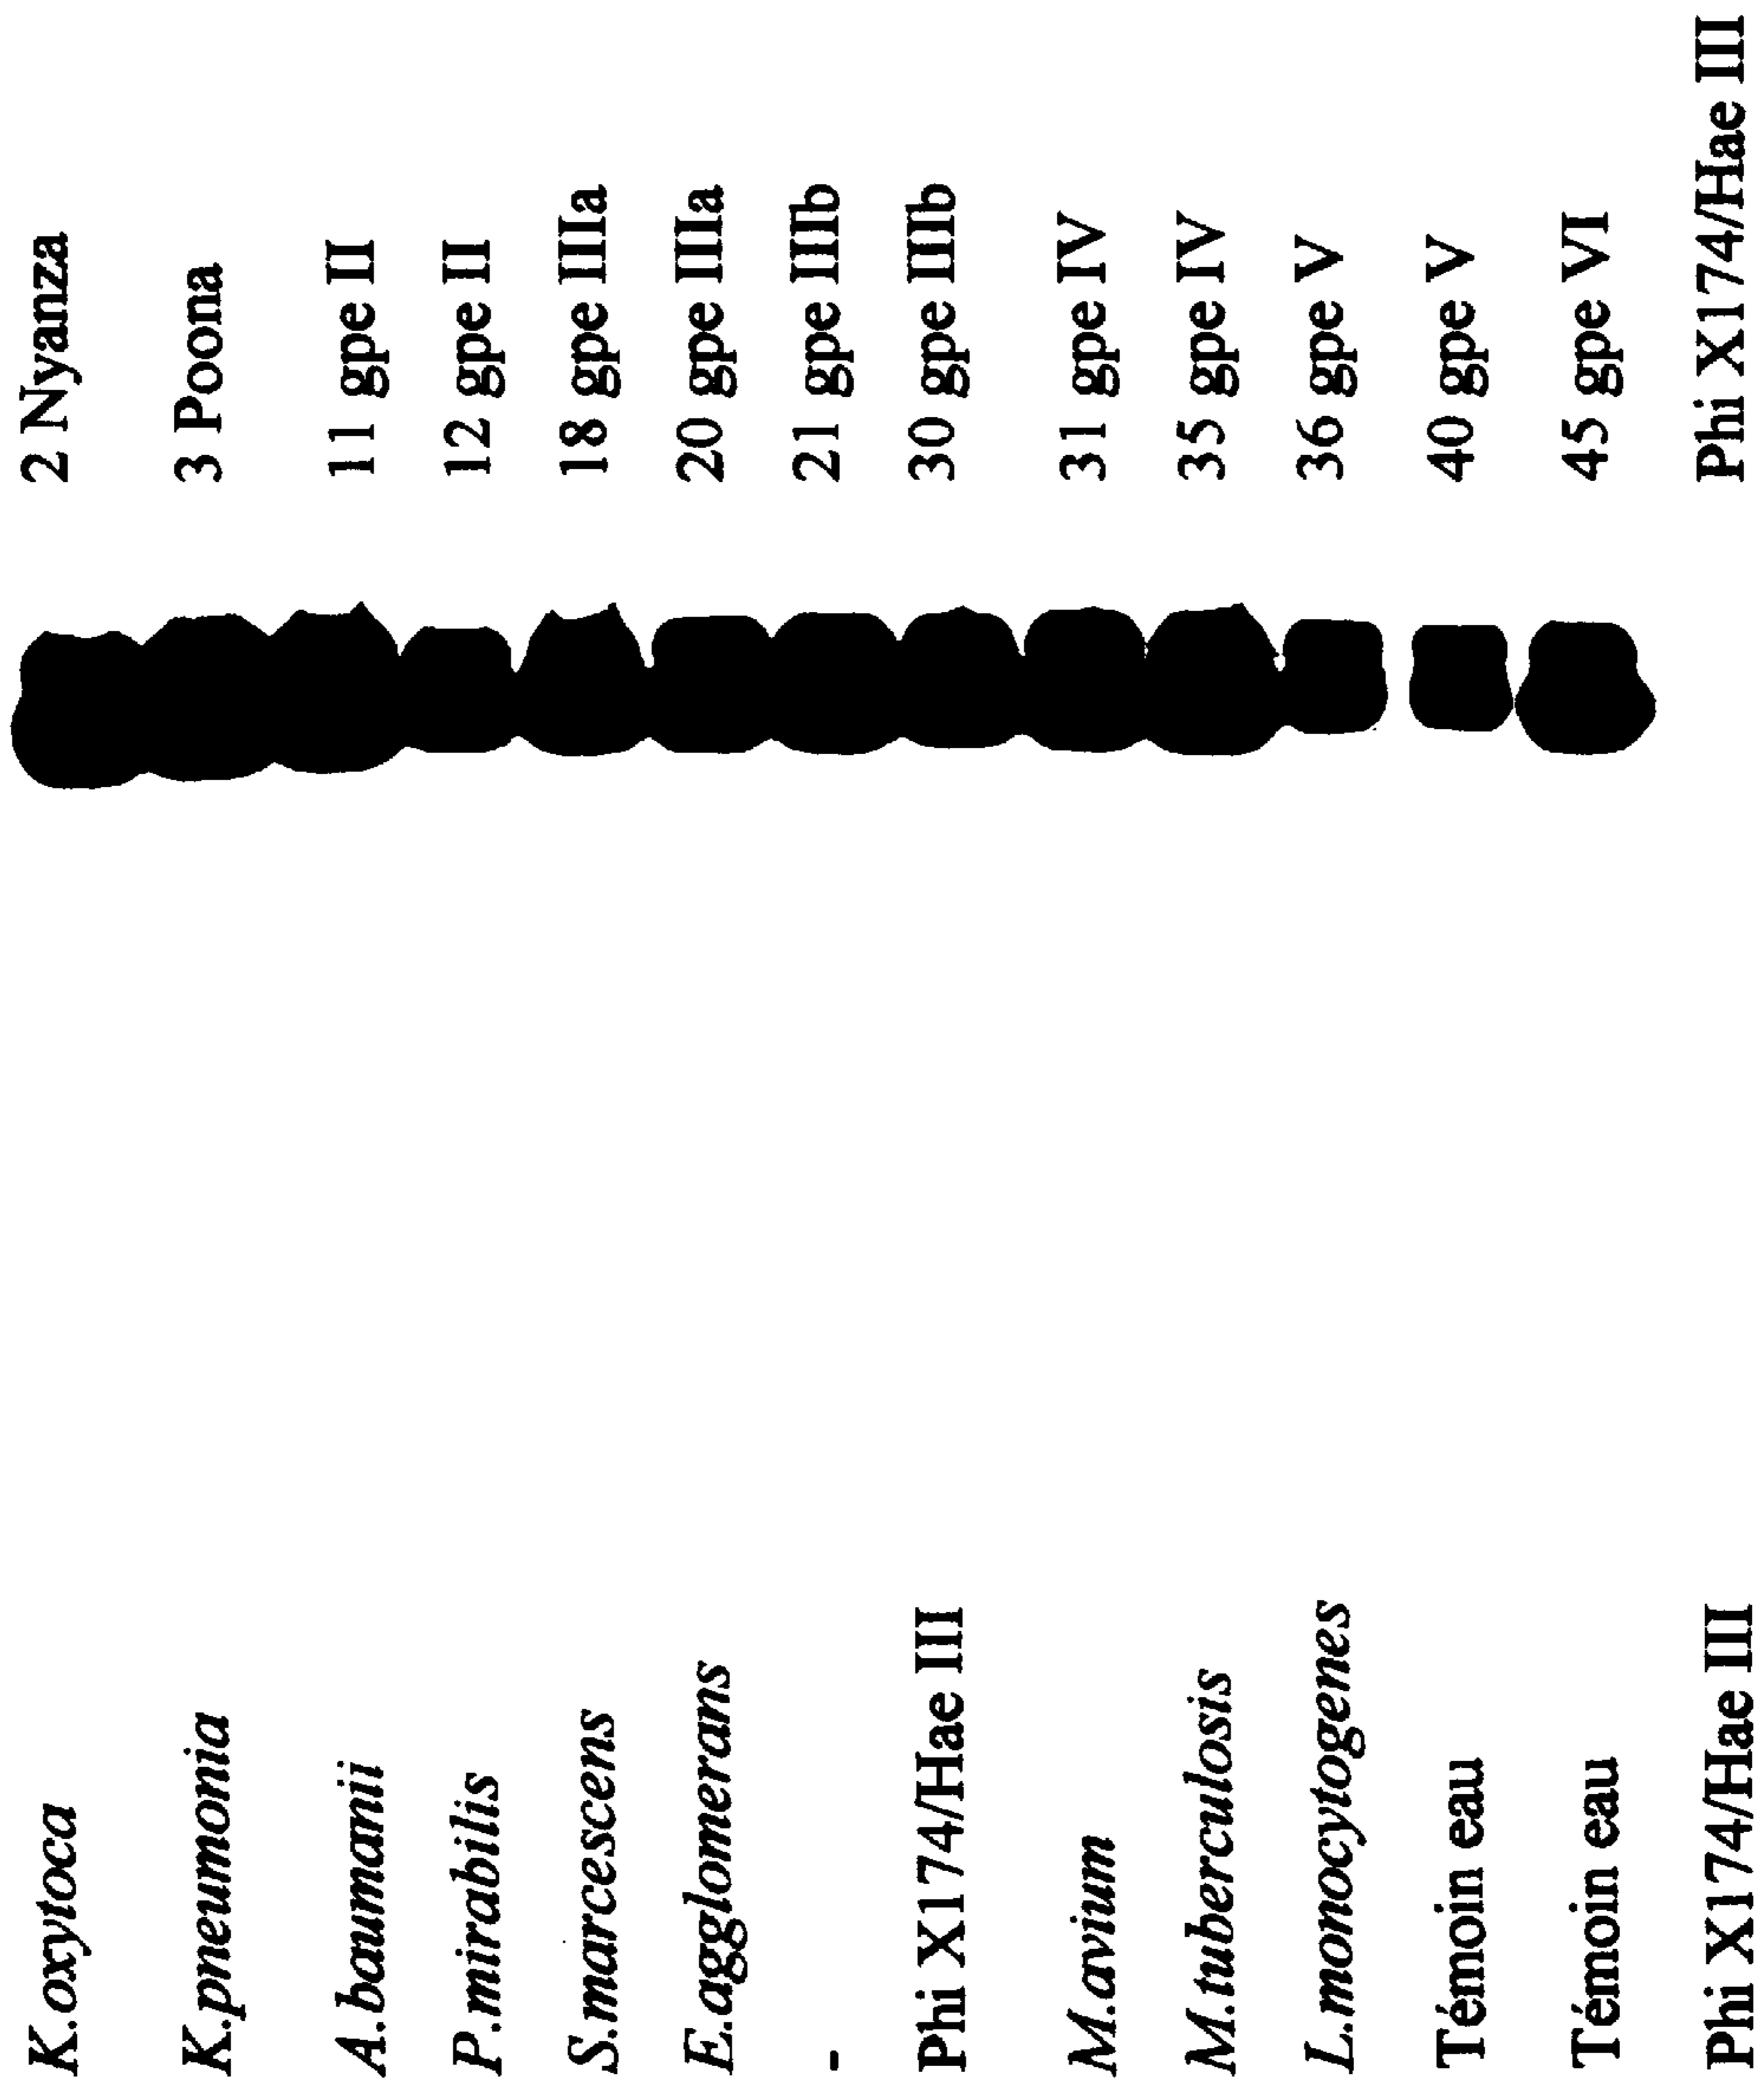 2 Nyanza
3 Poona
11 gpe II
12 gpe II
18 gpe IIIa
20 gpe IIIa
21 gpe IIIb
30 gpe IIIb
31 gpe IV
35 gpe IV
36 gpe V
40 gpe V
45 gpe VI
Phi X174/Hae III
K.oxytoca
K.pneumonia
A.baumanii
P.mirabilis
S.marcescens
E.agglomerans
-
Phi X174/Hae III
M.avium
M.tuberculosis
L.monocytogenes
Témoin eau
Témoin eau
Phi X174/Hae III